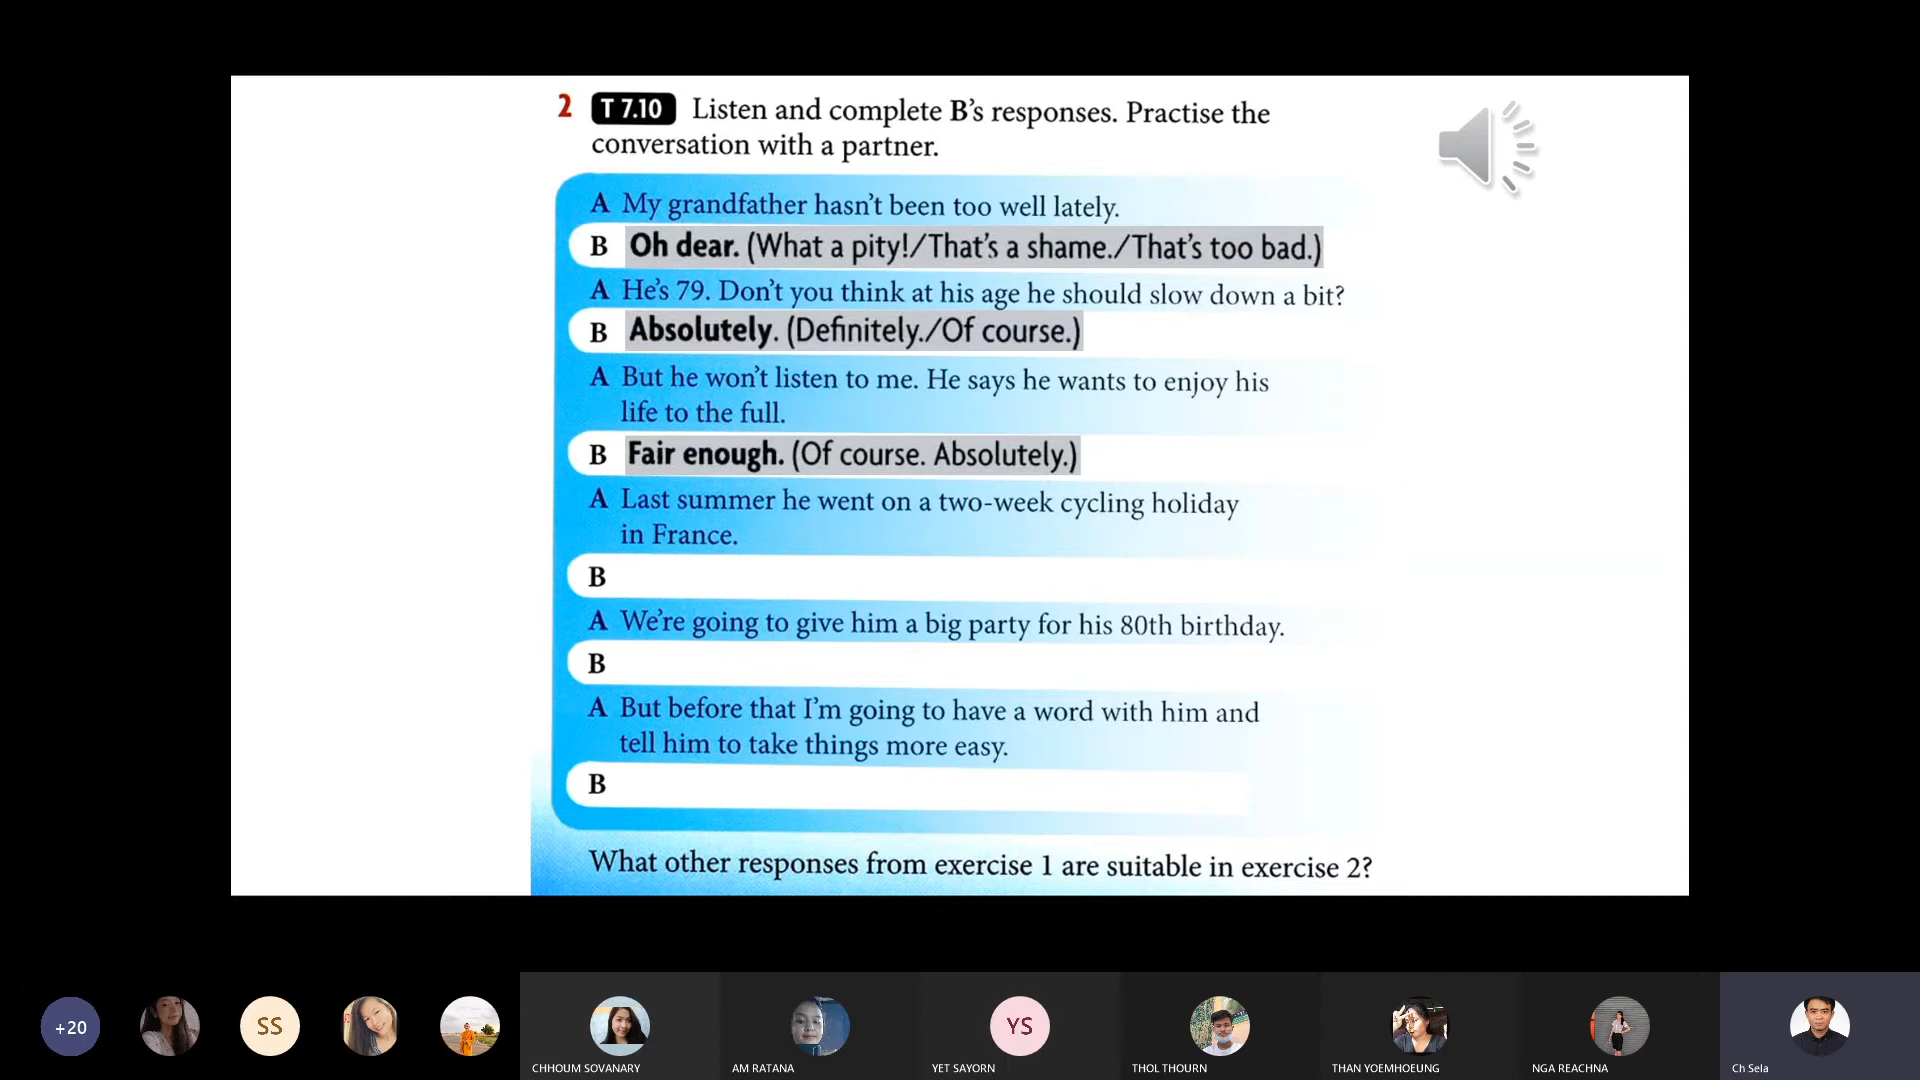 2 T 7.10 Listen and complete B's responses. Practise the
conversation with a partner.
A My grandfather hasn't been too well lately.
B Oh dear. (What a pity!/That's a shame./That's too bad.)
A He's 79. Don't you think at his age he should slow down a bit?
B Absolutely. (Definitely./Of course.)
A But he won't listen to me. He says he wants to enjoy his
life to the full.
B Fair enough. (Of course. Absolutely.)
A Last summer he went on a two-week cycling holiday
in France.
B
A We're going to give him a big party for his 80th birthday.
B
A But before that I'm going to have a word with him and
tell him to take things more easy.
B
What other responses from exercise 1 are suitable in exercise 2?
+20
SS
YS
CHHOUM SOVANARY
AM RATANA
YET SAYORN
THOL THOURN
THAN YOEMHOEUNG
NGA REACHNA
Ch Sela